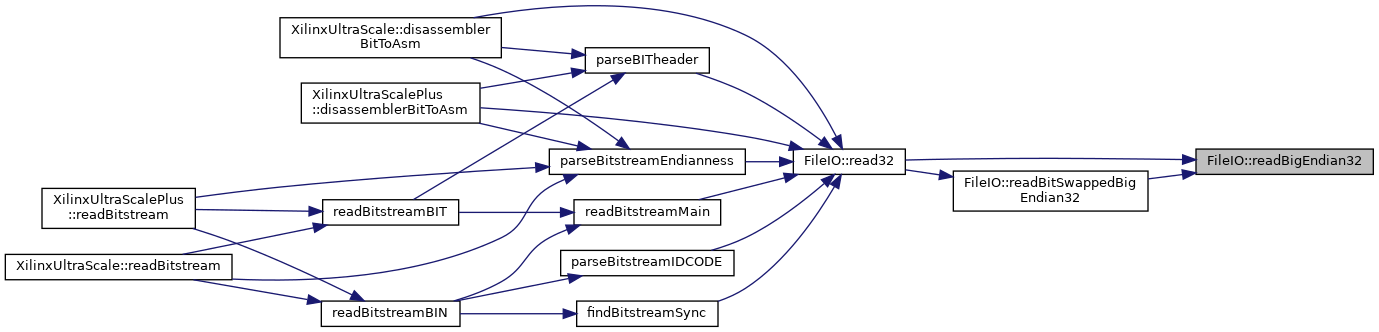 XilinxUltraScale::disassembler
BitToAsm
parseBITheader
XilinxUltraScalePlus
::disassemblerBitToAsm
FileIO::read32
FileIO::readBigEndian32
parseBitstreamEndianness
FileIO::readBitSwappedBig
Endian32
XilinxUltraScalePlus
::readBitstream
readBitstreamBIT
readBitstreamMain
XilinxUltraScale::readBitstream
parseBitstreamIDCODE
readBitstreamBIN
findBitstreamSync